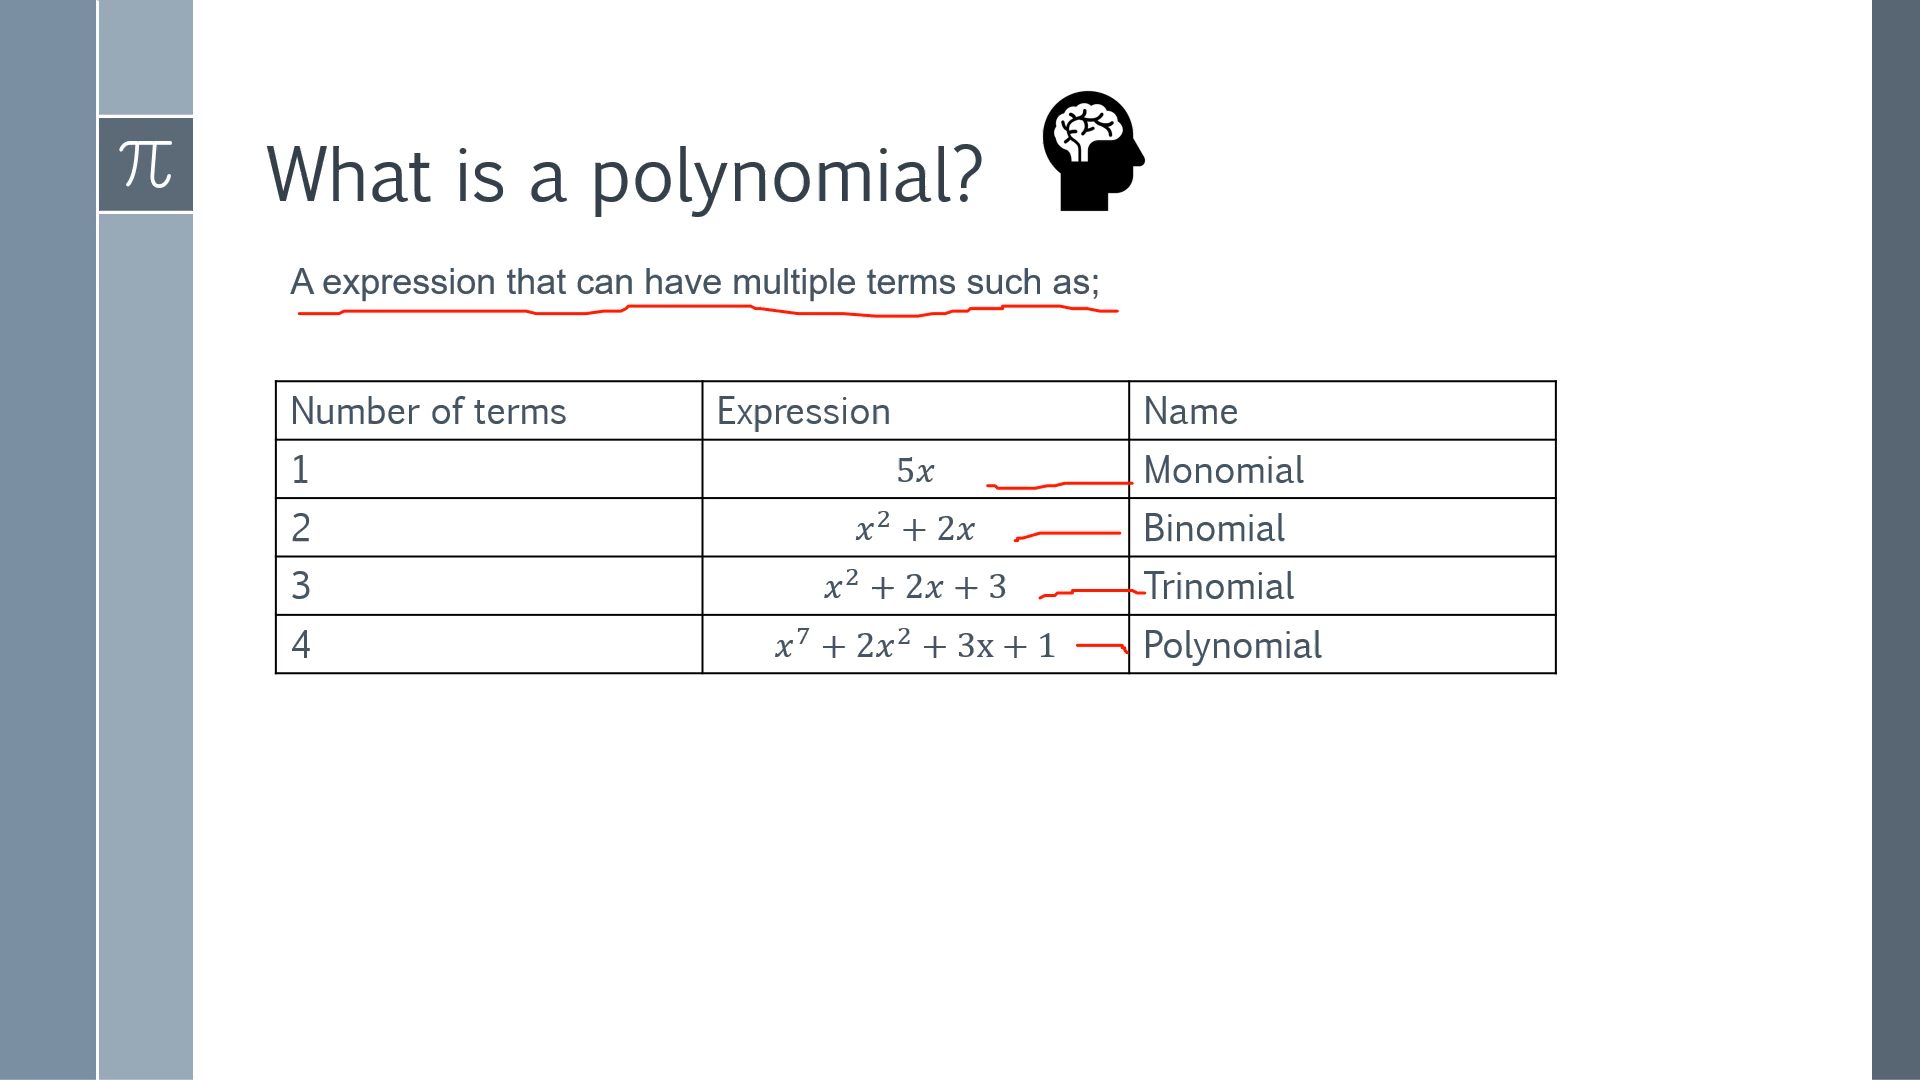 π
What is a polynomial?
A expression that can have multiple terms such as;
Number of terms Expression Name
1 5x Monomial
2 x² + 2x Binomial
3 x² + 2x + 3 Trinomial
4 x⁷ + 2x² + 3x + 1 Polynomial